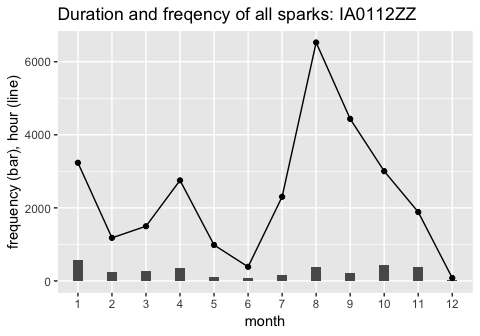 Duration and freqency of all sparks: IA0112ZZ
frequency (bar), hour (line)
6000
4000
2000
0
1 2 3 4 5 6 7 8 9 10 11 12
month